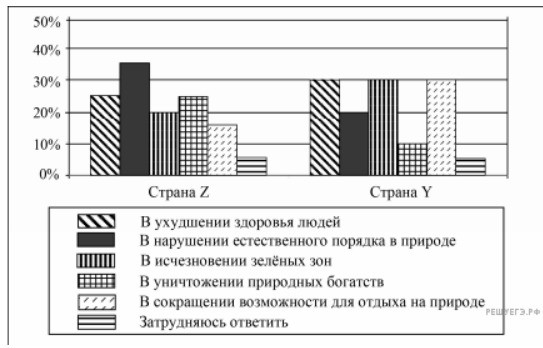 50%
40%
30%
20%
10%
0%
Страна Z Страна Y
В ухудшении здоровья людей
В нарушении естественного порядка в природе
В исчезновении зелёных зон
В уничтожении природных богатств
В сокращении возможности для отдыха на природе
Затрудняюсь ответить
РЕШУЕГЭ.РФ